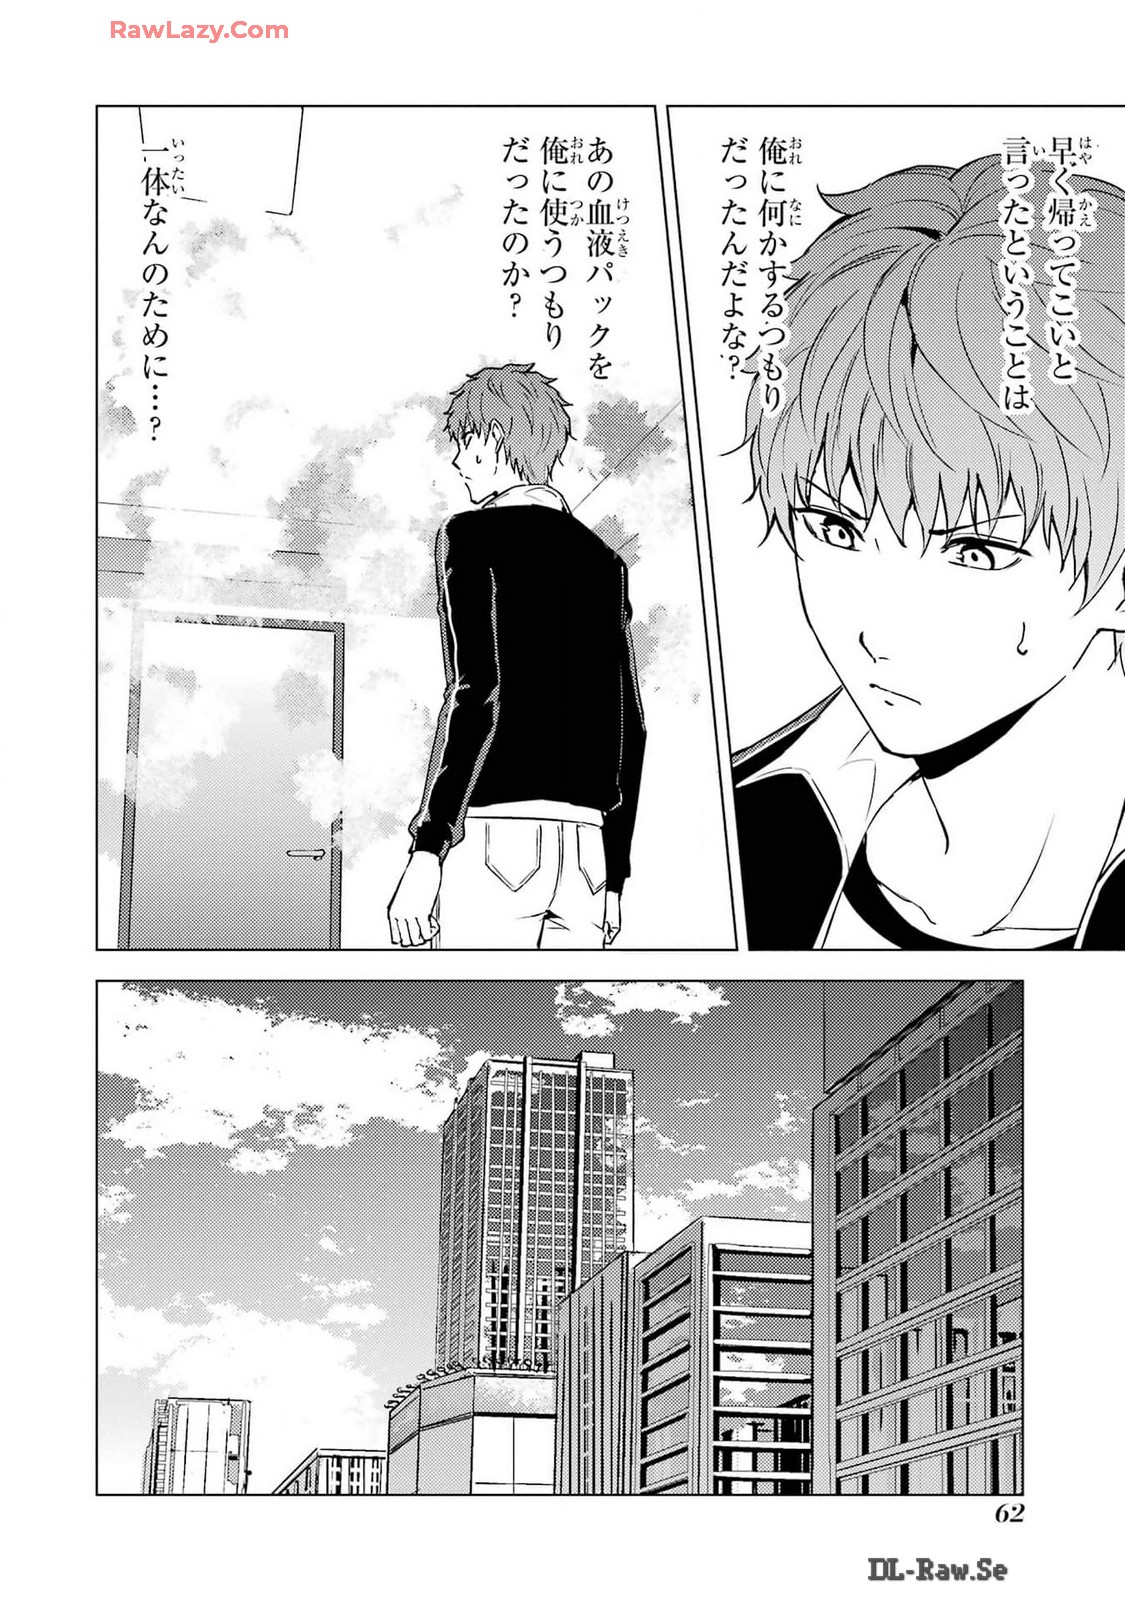 RawLazy.Com
早く帰ってこいと
言ったということは
俺に何かするつもり
だったんだよな?
あの血液パックを
俺に使うつもり
だったのか?
一体なんのために…?
62
DL-Raw.Se